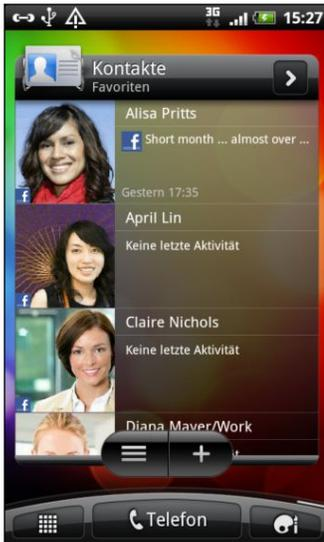 3G 15:27
Kontakte
Favoriten
Alisa Pritts
Short month ... almost over ...
Gestern 17:35
April Lin
Keine letzte Aktivität
Claire Nichols
Keine letzte Aktivität
Diana Mayer/Work
Telefon